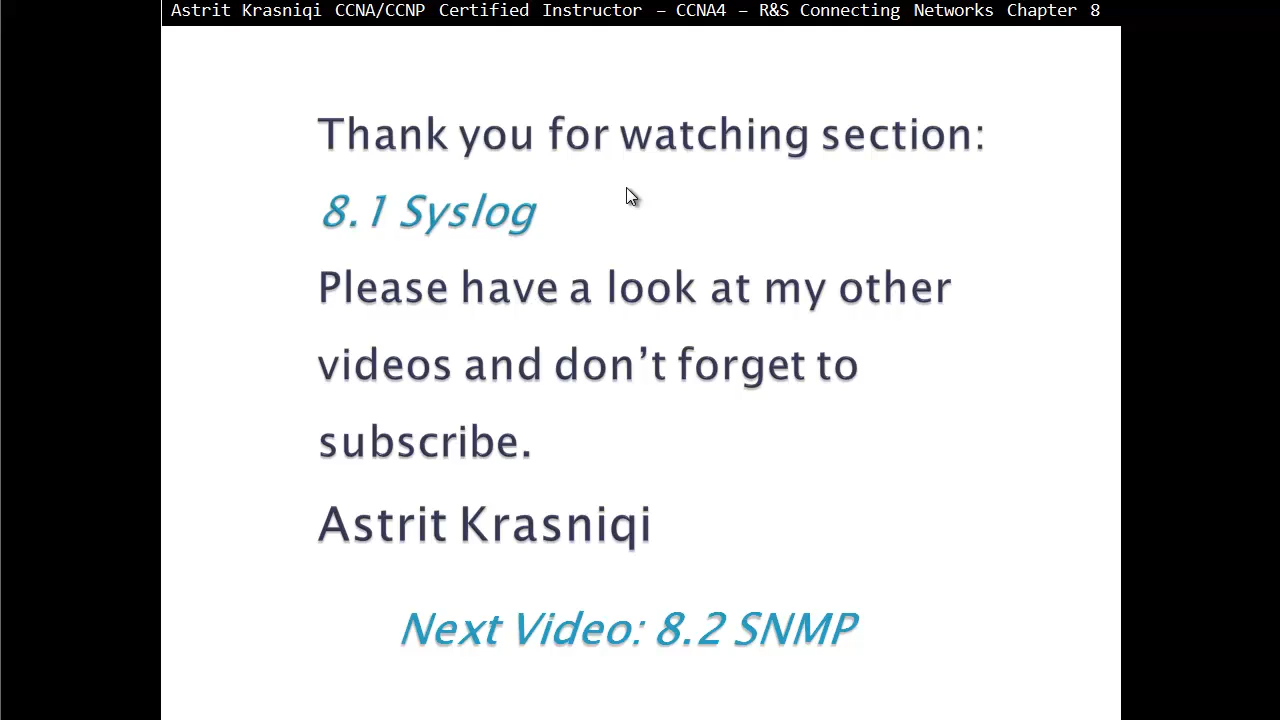 Astrit Krasniqi CCNA/CCNP Certified Instructor – CCNA4 – R&S Connecting Networks Chapter 8
Thank you for watching section:
8.1 Syslog
Please have a look at my other
videos and don’t forget to
subscribe.
Astrit Krasniqi
Next Video: 8.2 SNMP